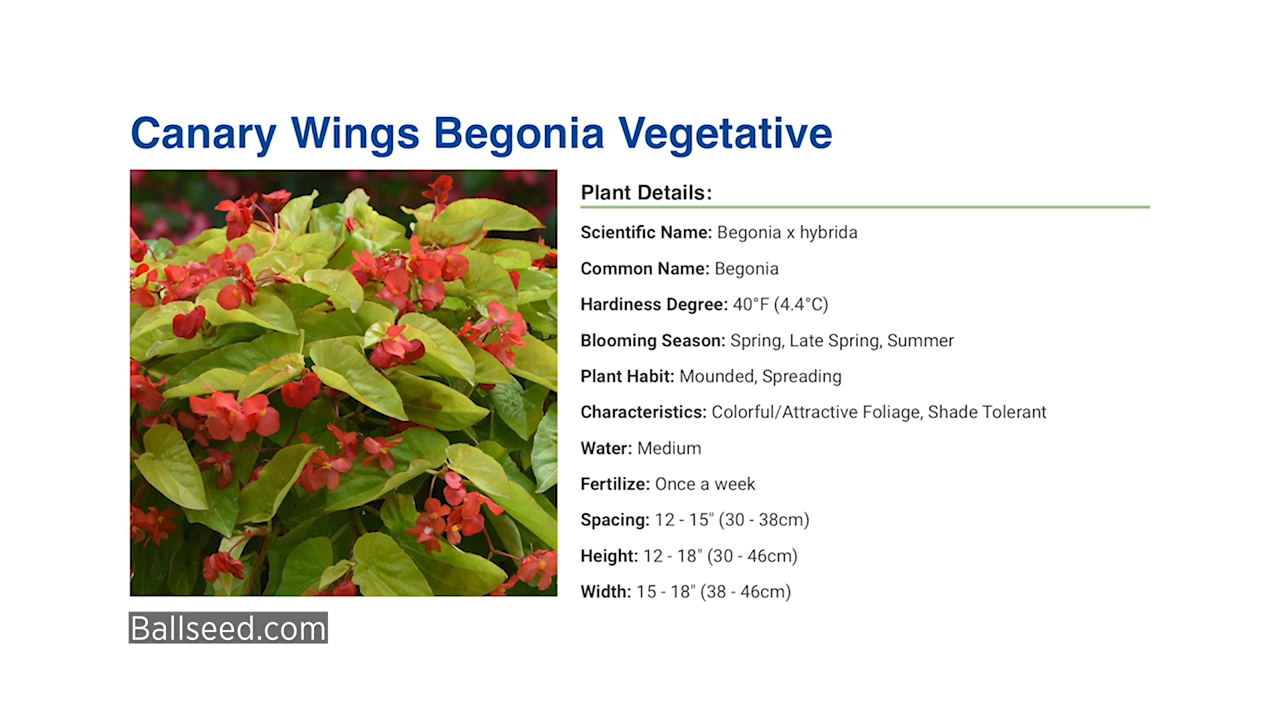 Canary Wings Begonia Vegetative
Plant Details:
Scientific Name: Begonia x hybrida
Common Name: Begonia
Hardiness Degree: 40°F (4.4°C)
Blooming Season: Spring, Late Spring, Summer
Plant Habit: Mounded, Spreading
Characteristics: Colorful/Attractive Foliage, Shade Tolerant
Water: Medium
Fertilize: Once a week
Spacing: 12 - 15" (30 - 38cm)
Height: 12 - 18" (30 - 46cm)
Width: 15 - 18" (38 - 46cm)
Ballseed.com